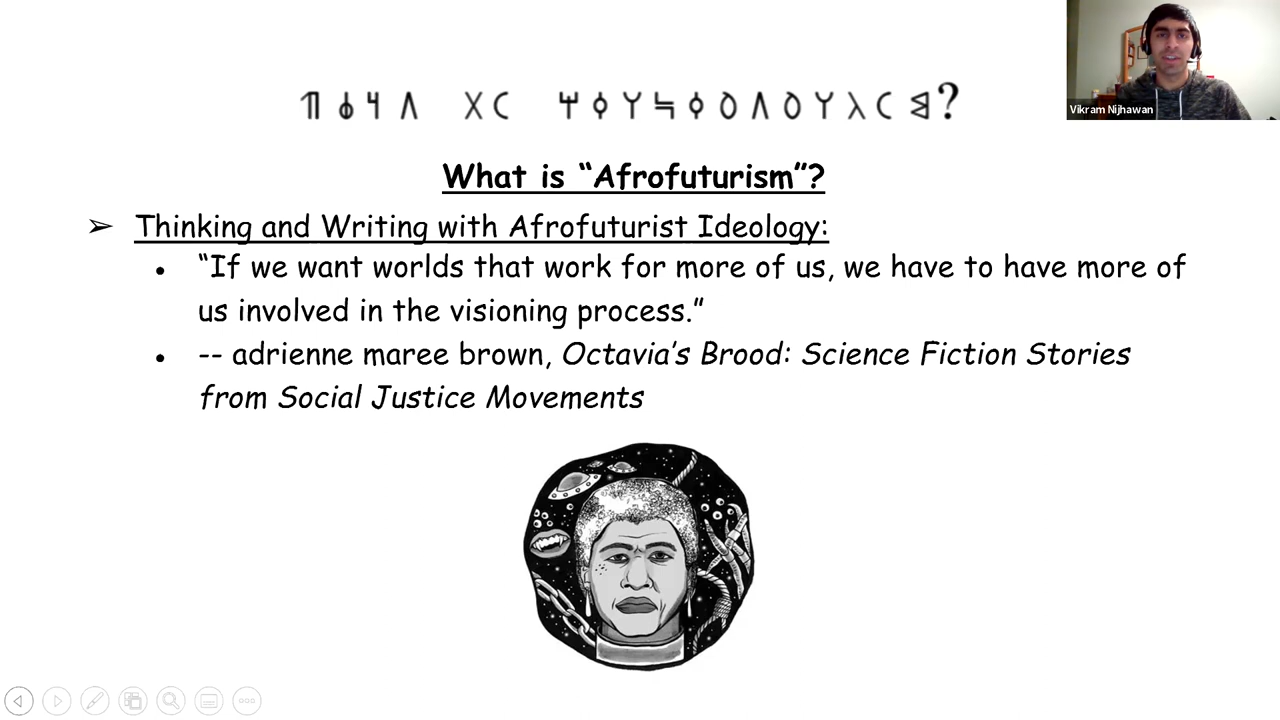 Vikram Nijhawan
What is “Afrofuturism”?
➢ Thinking and Writing with Afrofuturist Ideology:
• “If we want worlds that work for more of us, we have to have more of
us involved in the visioning process.”
• -- adrienne maree brown, Octavia’s Brood: Science Fiction Stories
from Social Justice Movements